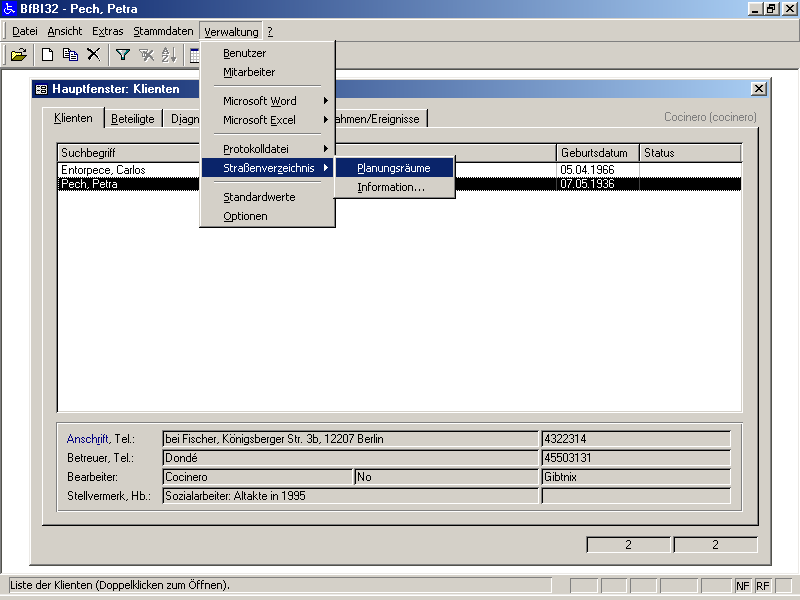 BfBI32 - Pech, Petra
Datei Ansicht Extras Stammdaten Verwaltung ?
Benutzer
Mitarbeiter
Microsoft Word
Microsoft Excel
Protokolldatei
Straßenverzeichnis
Standardwerte
Optionen
Planungsräume
Information...
Hauptfenster: Klienten
Klienten Beteiligte Diagn ahmen/Ereignisse Cocinero (cocinero)
Suchbegriff Geburtsdatum Status
Entorpece, Carlos 05.04.1966
Pech, Petra 07.05.1936
Anschrift, Tel.: bei Fischer, Königsberger Str. 3b, 12207 Berlin 4322314
Betreuer, Tel.: Dondé 45503131
Bearbeiter: Cocinero No Gibtnix
Stellvermerk, Hb.: Sozialarbeiter: Altakte in 1995
2 2
Liste der Klienten (Doppelklicken zum Öffnen). NF RF